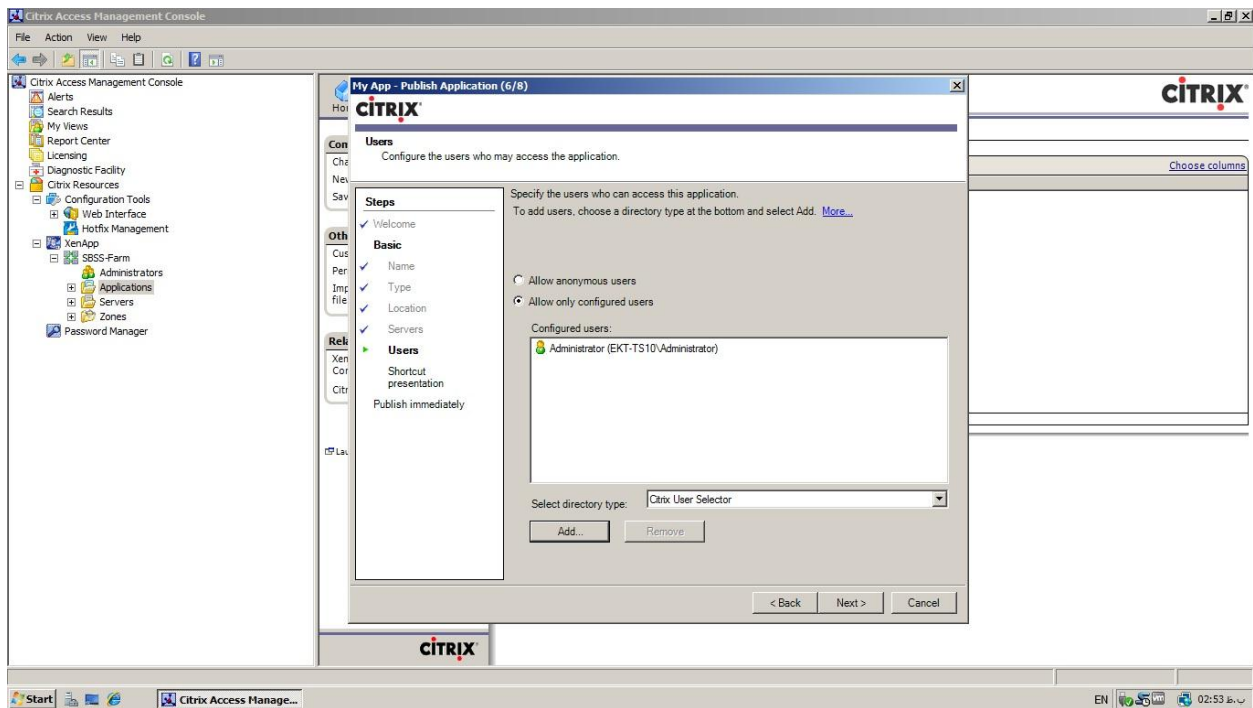 Citrix Access Management Console
File Action View Help
Citrix Access Management Console
Alerts
Search Results
My Views
Report Center
Licensing
Diagnostic Facility
Citrix Resources
Configuration Tools
Web Interface
Hotfix Management
XenApp
SBSS-Farm
Administrators
Applications
Servers
Zones
Password Manager
My App - Publish Application (6/8)
CITRIX
Users
Configure the users who may access the application.
Steps
Welcome
Basic
Name
Type
Location
Servers
Users
Shortcut
presentation
Publish immediately
Specify the users who can access this application.
To add users, choose a directory type at the bottom and select Add. More...
Allow anonymous users
Allow only configured users
Configured users:
Administrator (EKT-TS10\Administrator)
Select directory type: Citrix User Selector
Add... Remove
< Back Next > Cancel
CITRIX
Choose columns
CITRIX
Start Citrix Access Manage... EN 02:53 ب.ظ